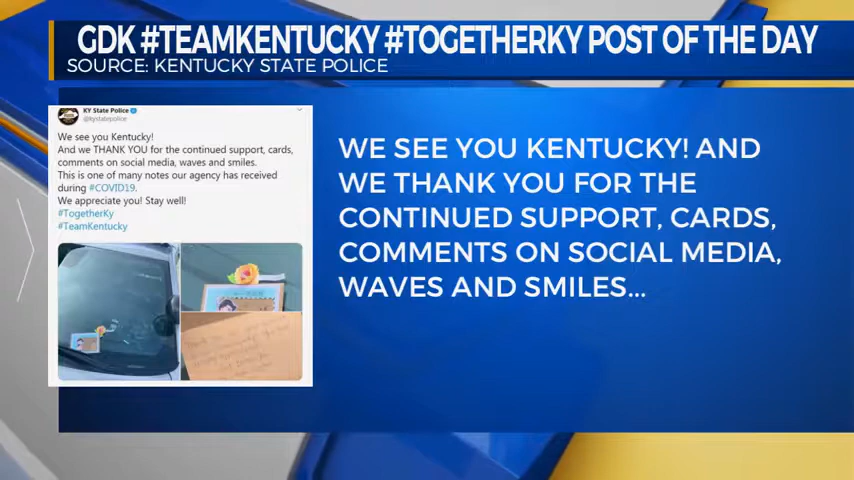 GDK #TEAMKENTUCKY #TOGETHERKY POST OF THE DAY
SOURCE: KENTUCKY STATE POLICE
KY State Police
@kystatepolice
We see you Kentucky!
And we THANK YOU for the continued support, cards,
comments on social media, waves and smiles.
This is one of many notes our agency has received
during #COVID19.
We appreciate you! Stay well!
#TogetherKy
#TeamKentucky
WE SEE YOU KENTUCKY! AND
WE THANK YOU FOR THE
CONTINUED SUPPORT, CARDS,
COMMENTS ON SOCIAL MEDIA,
WAVES AND SMILES...